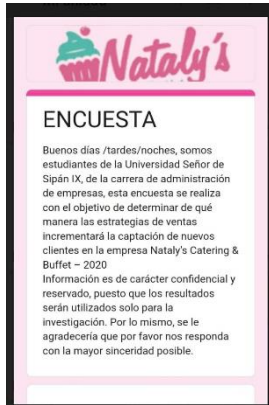 Nataly's
ENCUESTA
Buenos días /tardes/noches, somos
estudiantes de la Universidad Señor de
Sipán IX, de la carrera de administración
de empresas, esta encuesta se realiza
con el objetivo de determinar de qué
manera las estrategias de ventas
incrementará la captación de nuevos
clientes en la empresa Nataly's Catering &
Buffet – 2020
Información es de carácter confidencial y
reservado, puesto que los resultados
serán utilizados solo para la
investigación. Por lo mismo, se le
agradecería que por favor nos responda
con la mayor sinceridad posible.